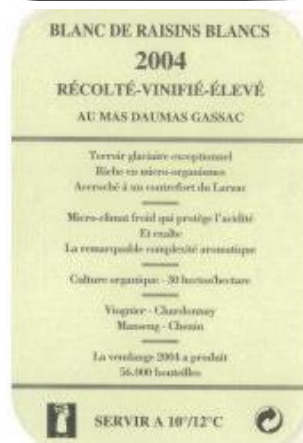 BLANC DE RAISINS BLANCS
2004
RÉCOLTÉ-VINIFIÉ-ÉLEVÉ
AU MAS DAUMAS GASSAC
Terroir glaciaire exceptionnel
Riche en micro-organismes
Accroché à un contrefort du Larzac
Micro-climat froid qui protège l'acidité
Et exalte
La remarquable complexité aromatique
Culture organique - 30 hectos/hectare
Viognier - Chardonnay
Manseng - Chenin
La vendange 2004 a produit
56.000 bouteilles
SERVIR A 10°/12°C